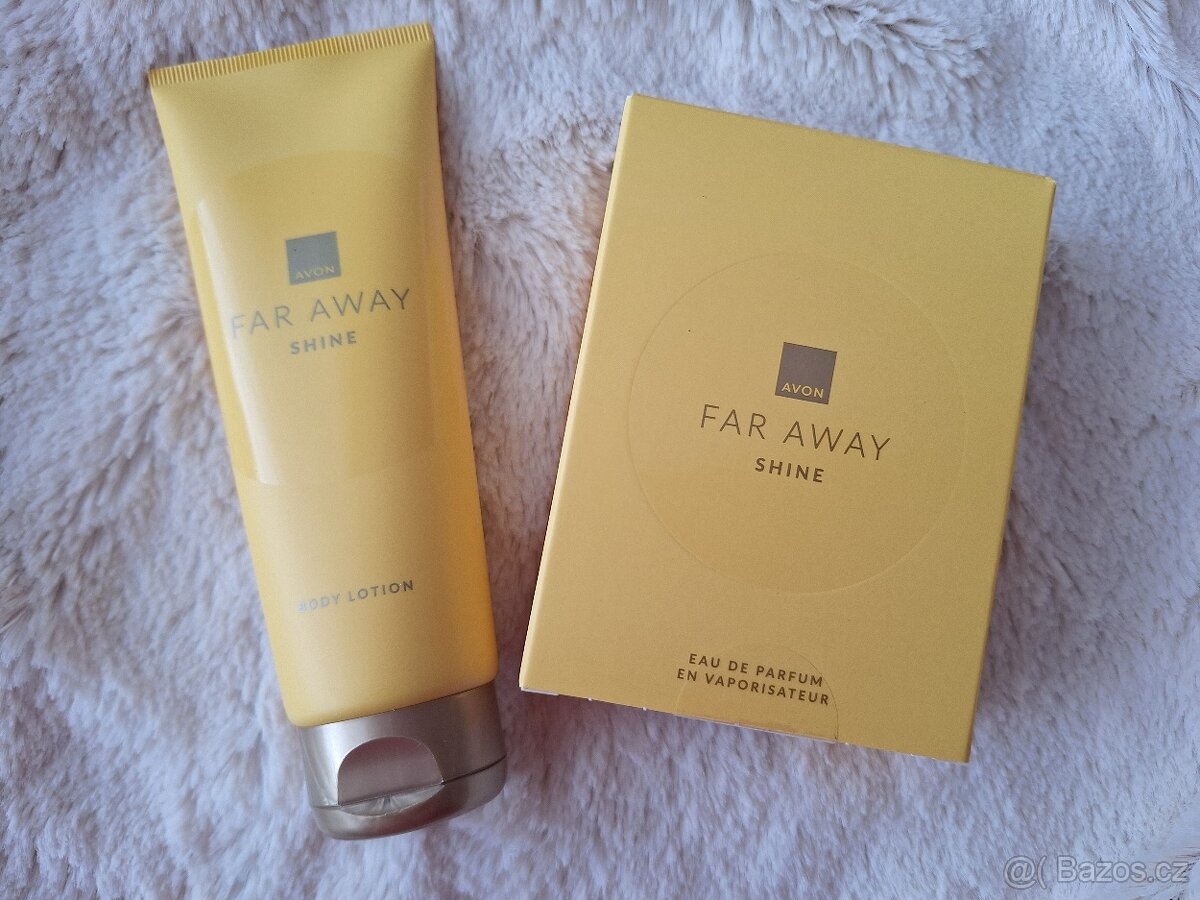 AVON
FAR AWAY
SHINE
BODY LOTION
AVON
FAR AWAY
SHINE
EAU DE PARFUM
EN VAPORISATEUR
@( Bazos.cz